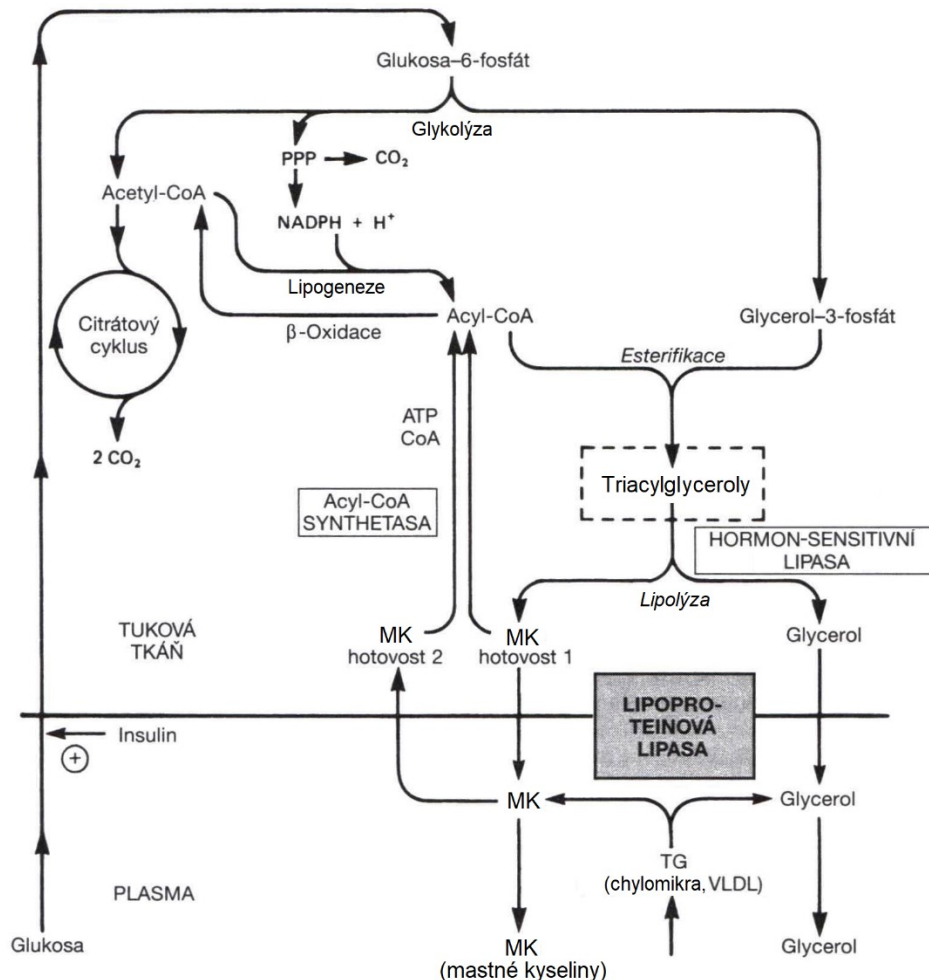 Glukosa–6-fosfát
Glykolýza
PPP → CO₂
Acetyl-CoA
NADPH + H⁺
Lipogeneze
Citrátový
cyklus
Acyl-CoA
Glycerol–3-fosfát
β-Oxidace
Esterifikace
ATP
CoA
2 CO₂
Triacylglyceroly
Acyl-CoA
SYNTHETASA
HORMON-SENSITIVNÍ
LIPASA
Lipolýza
TUKOVÁ
TKÁŇ
MK
hotovost 2
MK
hotovost 1
Glycerol
LIPOPRO-
TEINOVÁ
LIPASA
Insulin
+
MK
Glycerol
TG
(chylomikra, VLDL)
PLASMA
Glukosa
MK
(mastné kyseliny)
Glycerol